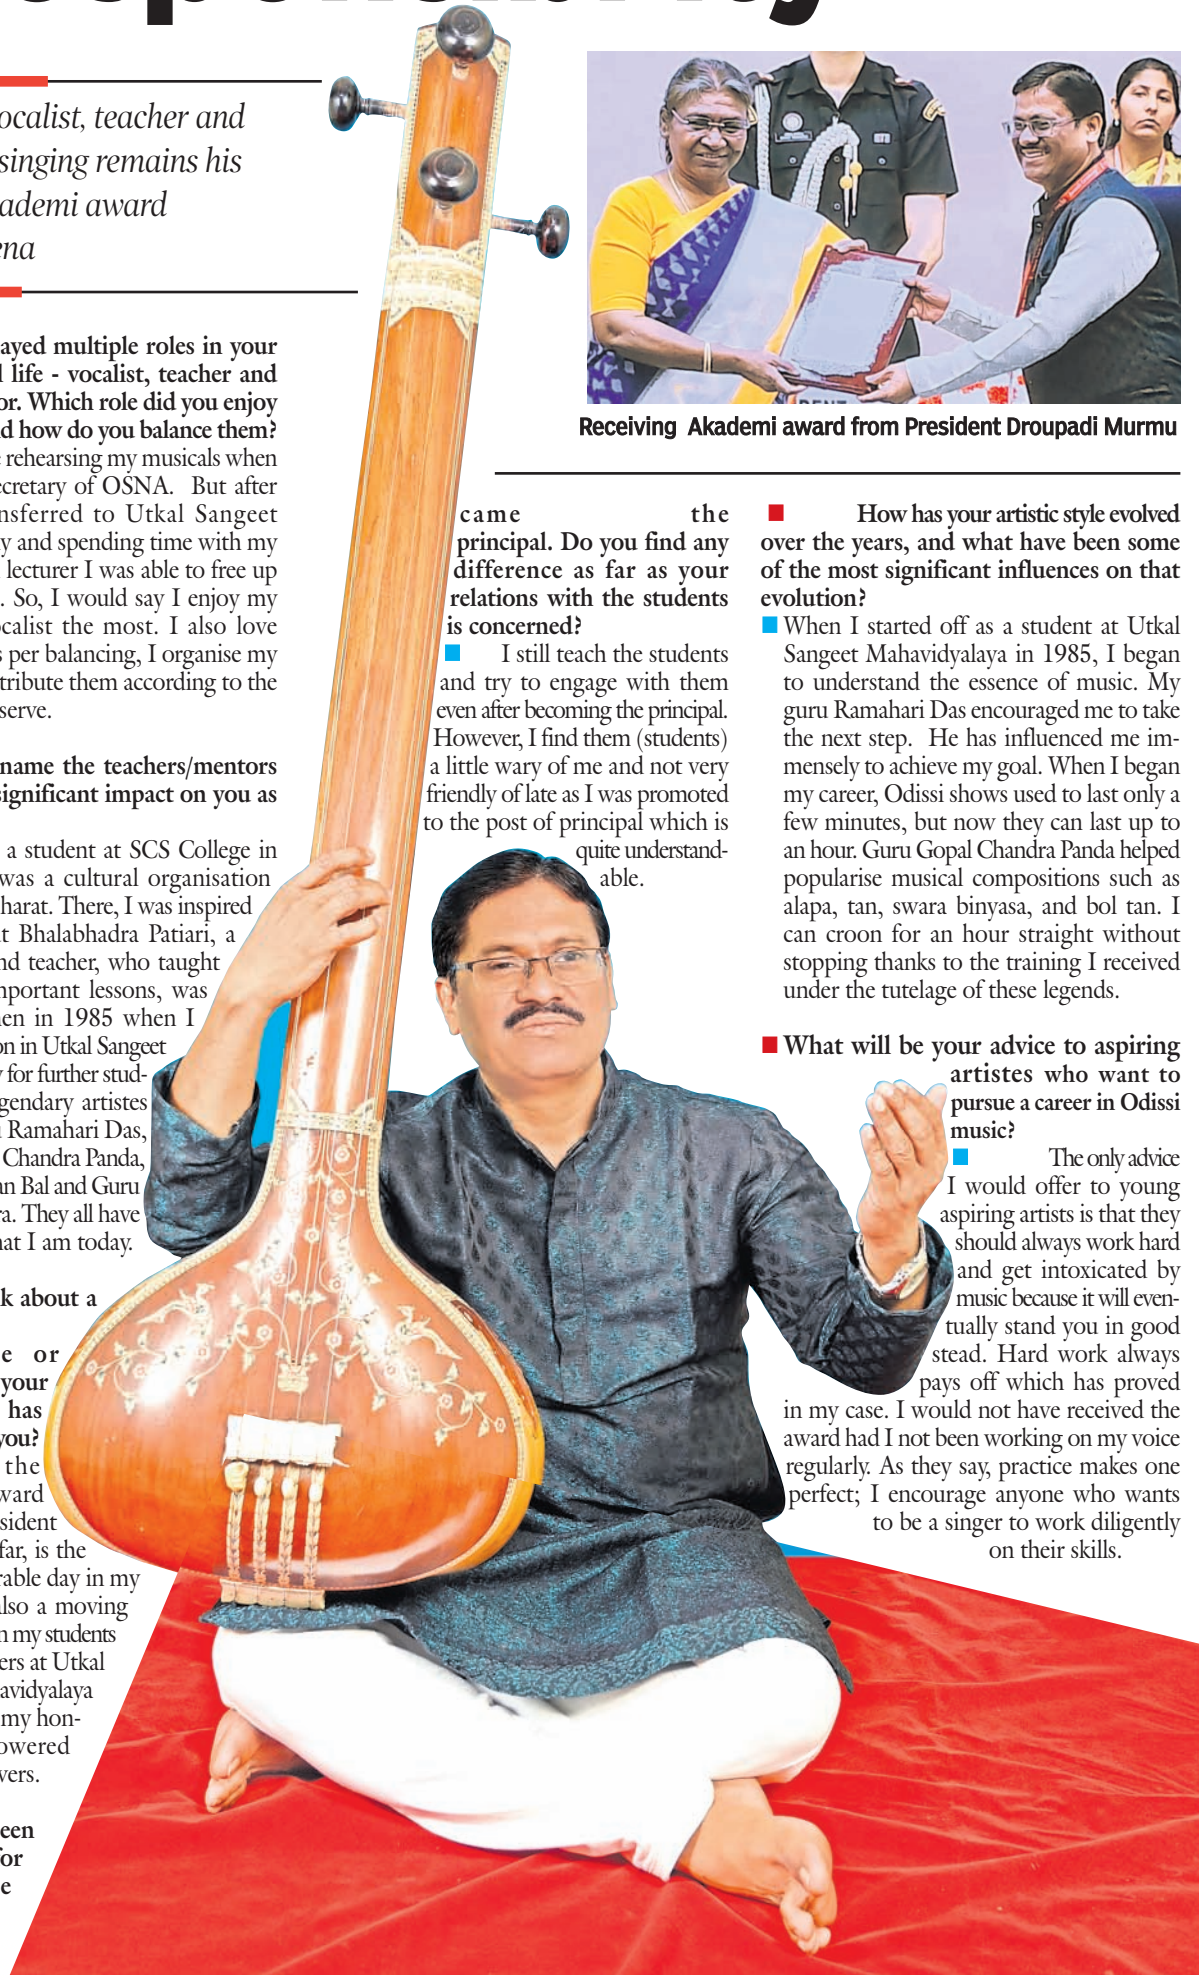 ocalist, teacher and
singing remains his
ademi award
ena
ayed multiple roles in your
l life - vocalist, teacher and
or. Which role did you enjoy
d how do you balance them?
e rehearsing my musicals when
ecretary of OSNA. But after
nsferred to Utkal Sangeet
y and spending time with my
lecturer I was able to free up
. So, I would say I enjoy my
ocalist the most. I also love
s per balancing, I organise my
tribute them according to the
serve.
name the teachers/mentors
significant impact on you as
a student at SCS College in
was a cultural organisation
harat. There, I was inspired
t Bhalabhadra Patiari, a
nd teacher, who taught
mportant lessons, was
en in 1985 when I
on in Utkal Sangeet
y for further stud-
gendary artistes
i Ramahari Das,
Chandra Panda,
an Bal and Guru
ra. They all have
hat I am today.
k about a
e or
your
has
you?
the
ward
sident
far, is the
rable day in my
also a moving
n my students
ers at Utkal
avidyalaya
my hon-
owered
wers.
een
for
e
Receiving Akademi award from President Droupadi Murmu
came the
principal. Do you find any
difference as far as your
relations with the students
is concerned?
I still teach the students
and try to engage with them
even after becoming the principal.
However, I find them (students)
a little wary of me and not very
friendly of late as I was promoted
to the post of principal which is
quite understand-
able.
How has your artistic style evolved
over the years, and what have been some
of the most significant influences on that
evolution?
When I started off as a student at Utkal
Sangeet Mahavidyalaya in 1985, I began
to understand the essence of music. My
guru Ramahari Das encouraged me to take
the next step. He has influenced me im-
mensely to achieve my goal. When I began
my career, Odissi shows used to last only a
few minutes, but now they can last up to
an hour. Guru Gopal Chandra Panda helped
popularise musical compositions such as
alapa, tan, swara binyasa, and bol tan. I
can croon for an hour straight without
stopping thanks to the training I received
under the tutelage of these legends.
What will be your advice to aspiring
artistes who want to
pursue a career in Odissi
music?
The only advice
I would offer to young
aspiring artists is that they
should always work hard
and get intoxicated by
music because it will even-
tually stand you in good
stead. Hard work always
pays off which has proved
in my case. I would not have received the
award had I not been working on my voice
regularly. As they say, practice makes one
perfect; I encourage anyone who wants
to be a singer to work diligently
on their skills.